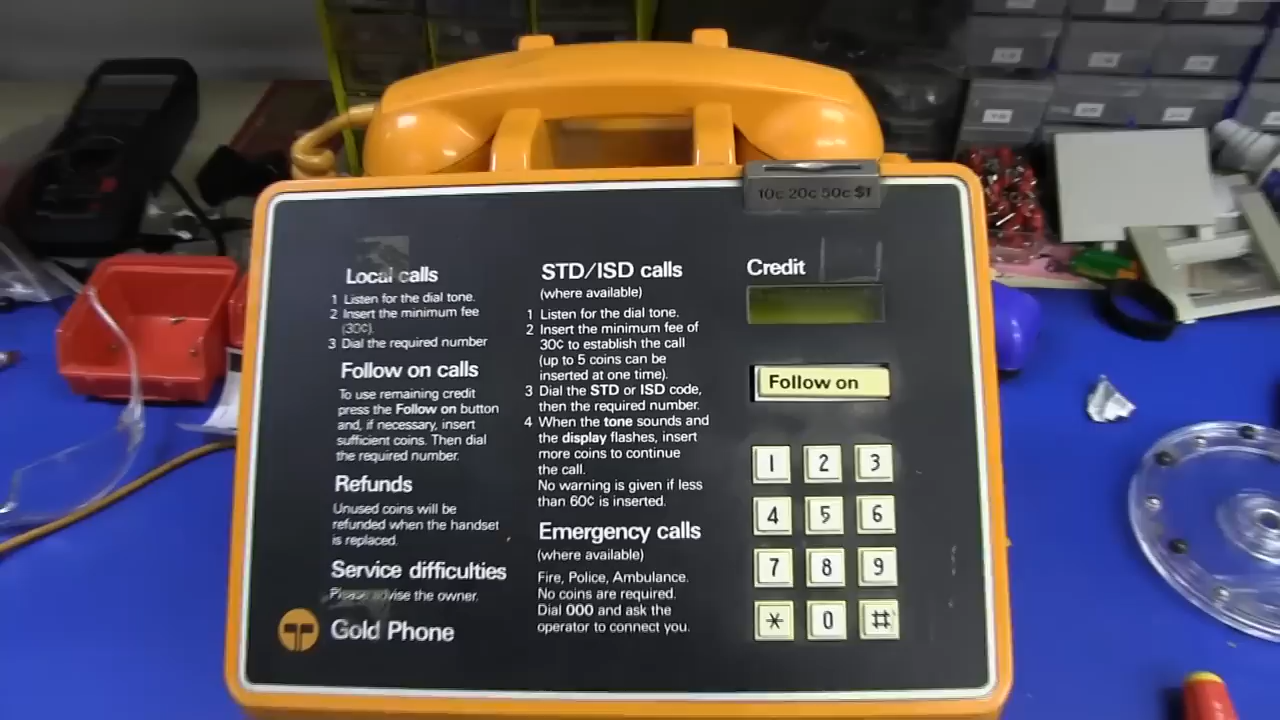 10c 20c 50c $1
Local calls
1 Listen for the dial tone.
2 Insert the minimum fee
(30¢).
3 Dial the required number
Follow on calls
To use remaining credit
press the Follow on button
and, if necessary, insert
sufficient coins. Then dial
the required number.
Refunds
Unused coins will be
refunded when the handset
is replaced.
Service difficulties
Please advise the owner.
Gold Phone
STD/ISD calls
(where available)
1 Listen for the dial tone.
2 Insert the minimum fee of
30¢ to establish the call
(up to 5 coins can be
inserted at one time).
3 Dial the STD or ISD code,
then the required number.
4 When the tone sounds and
the display flashes, insert
more coins to continue
the call.
No warning is given if less
than 60¢ is inserted.
Emergency calls
(where available)
Fire, Police, Ambulance.
No coins are required.
Dial 000 and ask the
operator to connect you.
Credit
Follow on
1 2 3
4 5 6
7 8 9
* 0 #